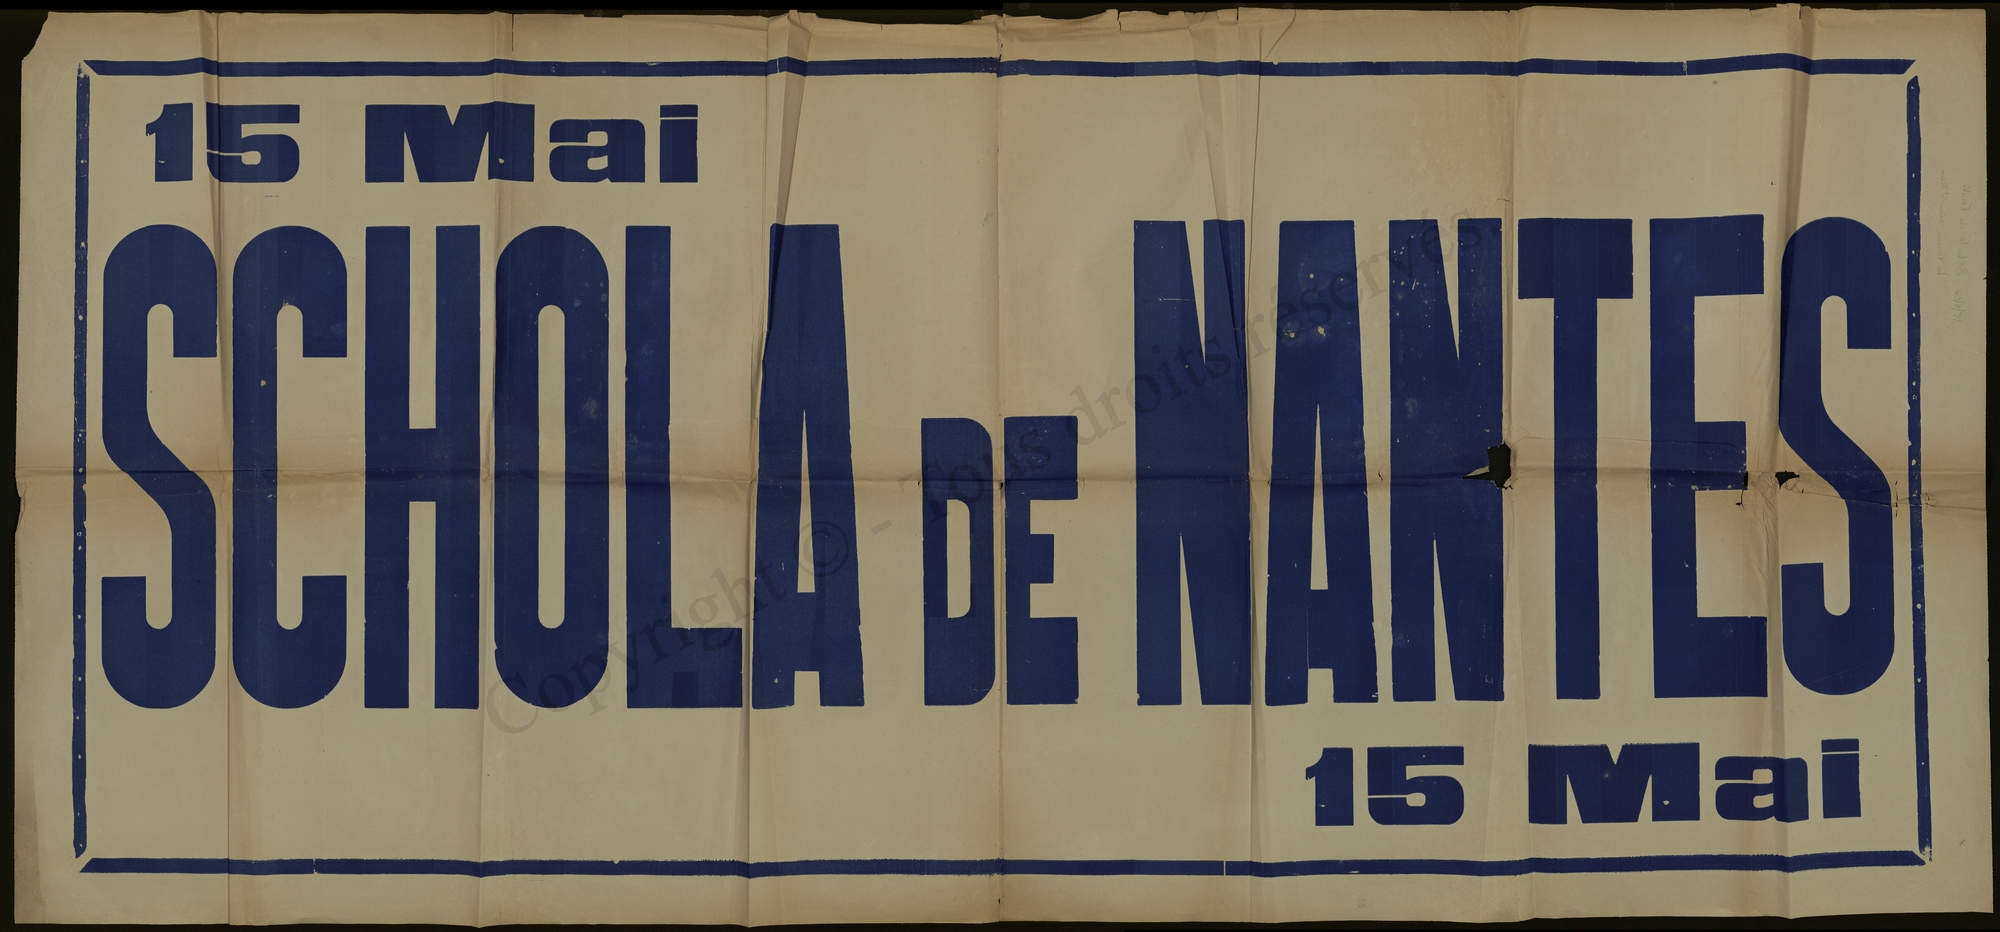 15 Mai
SCHOLA DE NANTES
15 Mai
Copyright © - Tous droits réservés.